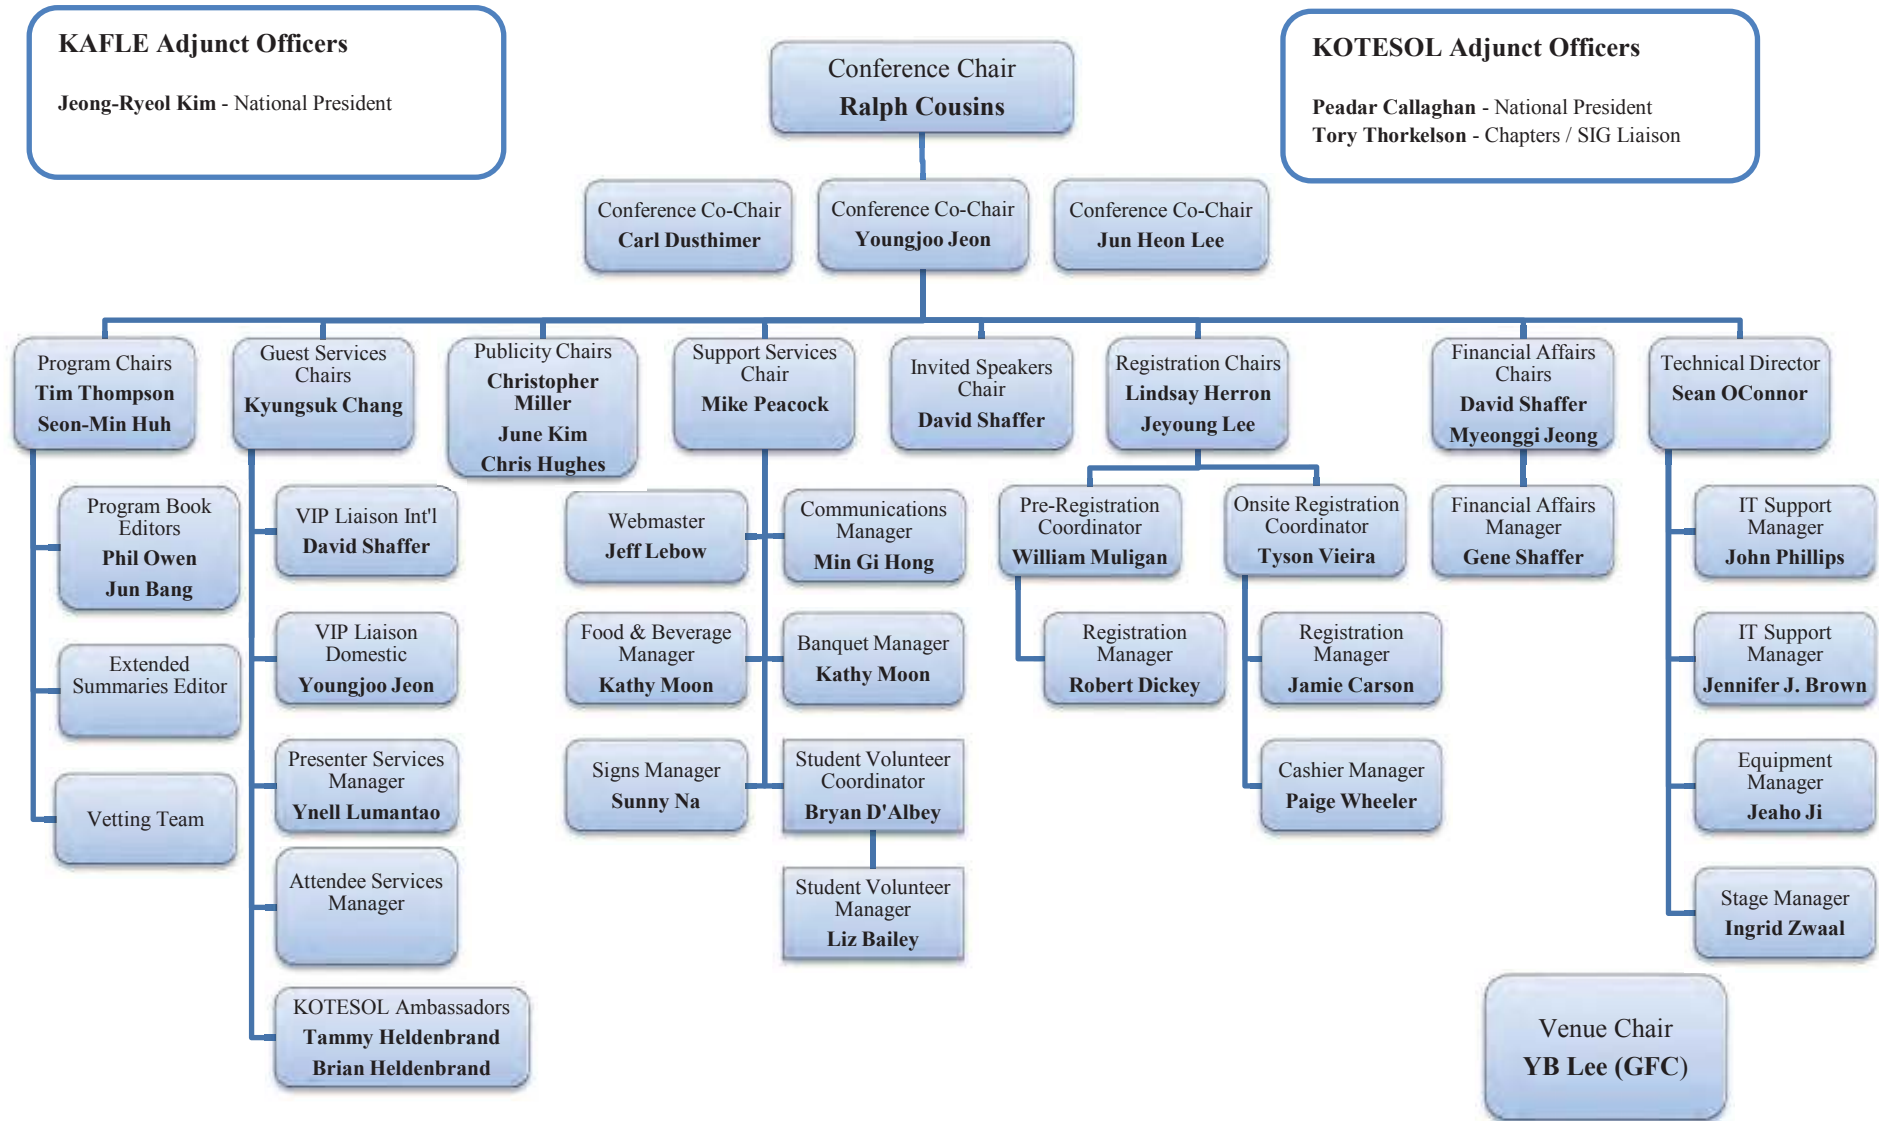 KAFLE Adjunct Officers
Jeong-Ryeol Kim - National President
Conference Chair
Ralph Cousins
KOTESOL Adjunct Officers
Peadar Callaghan - National President
Tory Thorkelson - Chapters / SIG Liaison
Conference Co-Chair
Carl Dusthimer
Conference Co-Chair
Youngjoo Jeon
Conference Co-Chair
Jun Heon Lee
Program Chairs
Tim Thompson
Seon-Min Huh
Guest Services
Chairs
Kyungsuk Chang
Publicity Chairs
Christopher
Miller
June Kim
Chris Hughes
Support Services
Chair
Mike Peacock
Invited Speakers
Chair
David Shaffer
Registration Chairs
Lindsay Herron
Jeyoung Lee
Financial Affairs
Chairs
David Shaffer
Myeonggi Jeong
Technical Director
Sean OConnor
Program Book
Editors
Phil Owen
Jun Bang
Extended
Summaries Editor
Vetting Team
VIP Liaison Int'l
David Shaffer
VIP Liaison
Domestic
Youngjoo Jeon
Presenter Services
Manager
Ynell Lumantao
Attendee Services
Manager
KOTESOL Ambassadors
Tammy Heldenbrand
Brian Heldenbrand
Webmaster
Jeff Lebow
Communications
Manager
Min Gi Hong
Food & Beverage
Manager
Kathy Moon
Banquet Manager
Kathy Moon
Signs Manager
Sunny Na
Student Volunteer
Coordinator
Bryan D'Albey
Student Volunteer
Manager
Liz Bailey
Pre-Registration
Coordinator
William Muligan
Registration
Manager
Robert Dickey
Onsite Registration
Coordinator
Tyson Vieira
Registration
Manager
Jamie Carson
Cashier Manager
Paige Wheeler
Financial Affairs
Manager
Gene Shaffer
IT Support
Manager
John Phillips
IT Support
Manager
Jennifer J. Brown
Equipment
Manager
Jeaho Ji
Stage Manager
Ingrid Zwaal
Venue Chair
YB Lee (GFC)